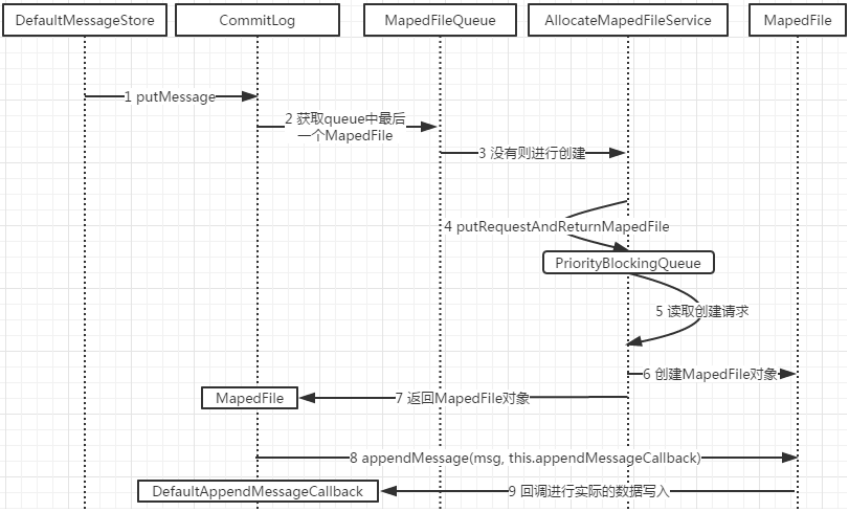 DefaultMessageStore
CommitLog
MapedFileQueue
AllocateMapedFileService
MapedFile
1 putMessage
2 获取queue中最后
一个MapedFile
3 没有则进行创建
4 putRequestAndReturnMapedFile
PriorityBlockingQueue
5 读取创建请求
6 创建MapedFile对象
MapedFile
7 返回MapedFile对象
8 appendMessage(msg, this.appendMessageCallback)
DefaultAppendMessageCallback
9 回调进行实际的数据写入